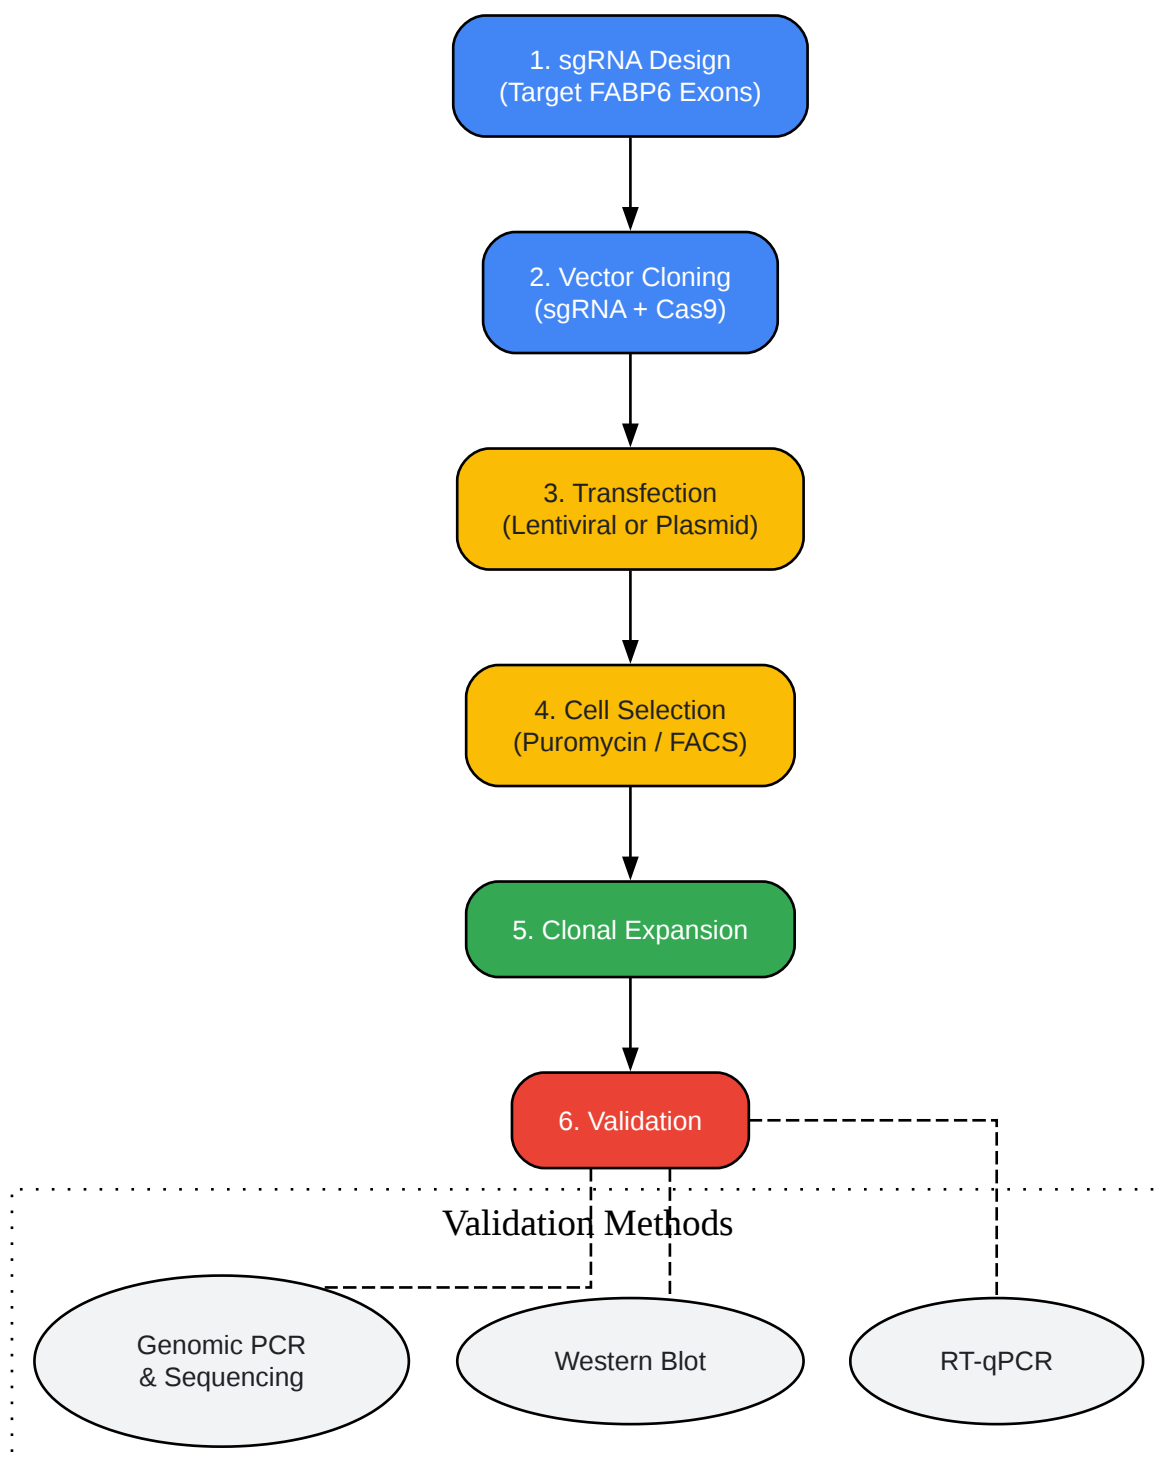 1. sgRNA Design
(Target FABP6 Exons)
2. Vector Cloning
(sgRNA + Cas9)
3. Transfection
(Lentiviral or Plasmid)
4. Cell Selection
(Puromycin / FACS)
5. Clonal Expansion
6. Validation
Validation Methods
Genomic PCR
& Sequencing
Western Blot
RT-qPCR